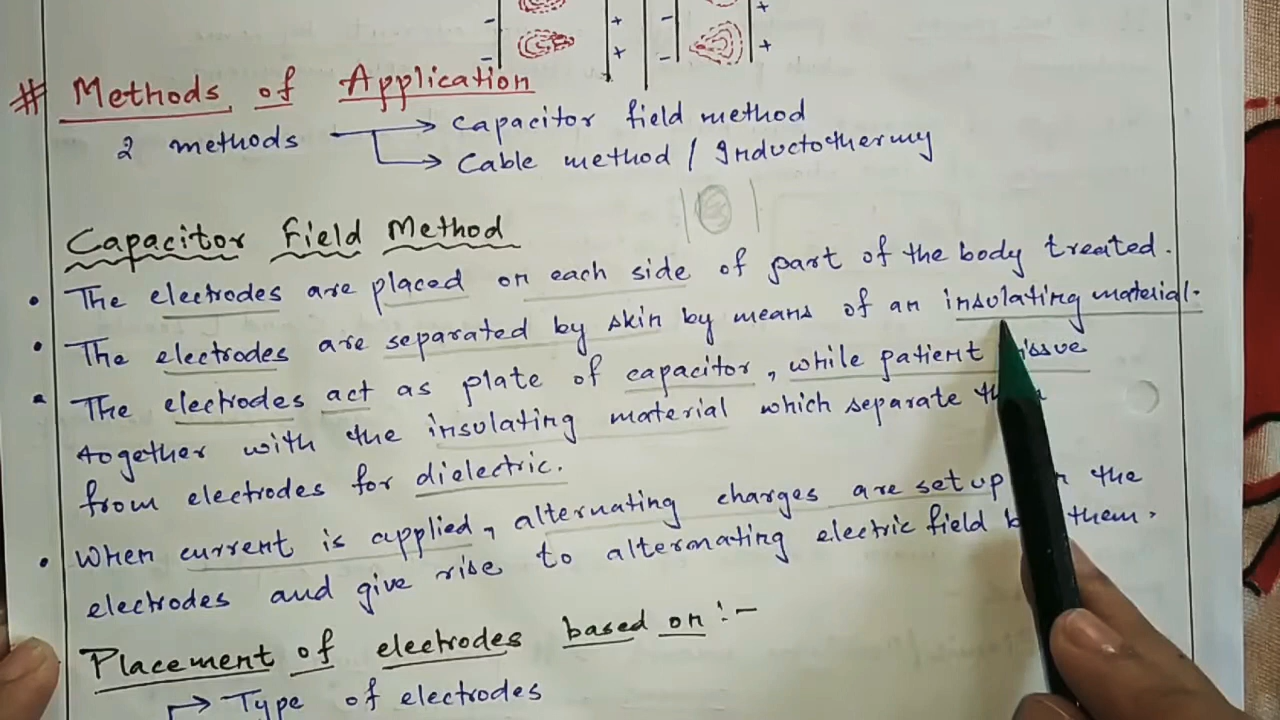 - + - +
- + - +
# Methods of Application
2 methods → Capacitor field method
→ Cable method / Inductothermy
Capacitor Field Method
• The electrodes are placed on each side of part of the body treated.
• The electrodes are separated by skin by means of an insulating material.
• The electrodes act as plate of capacitor, while patient tissue
together with the insulating material which separate
from electrodes for dielectric.
• When current is applied, alternating charges are set up the
electrodes and give rise to alternating electric field them.
Placement of electrodes based on :-
→ Type of electrodes